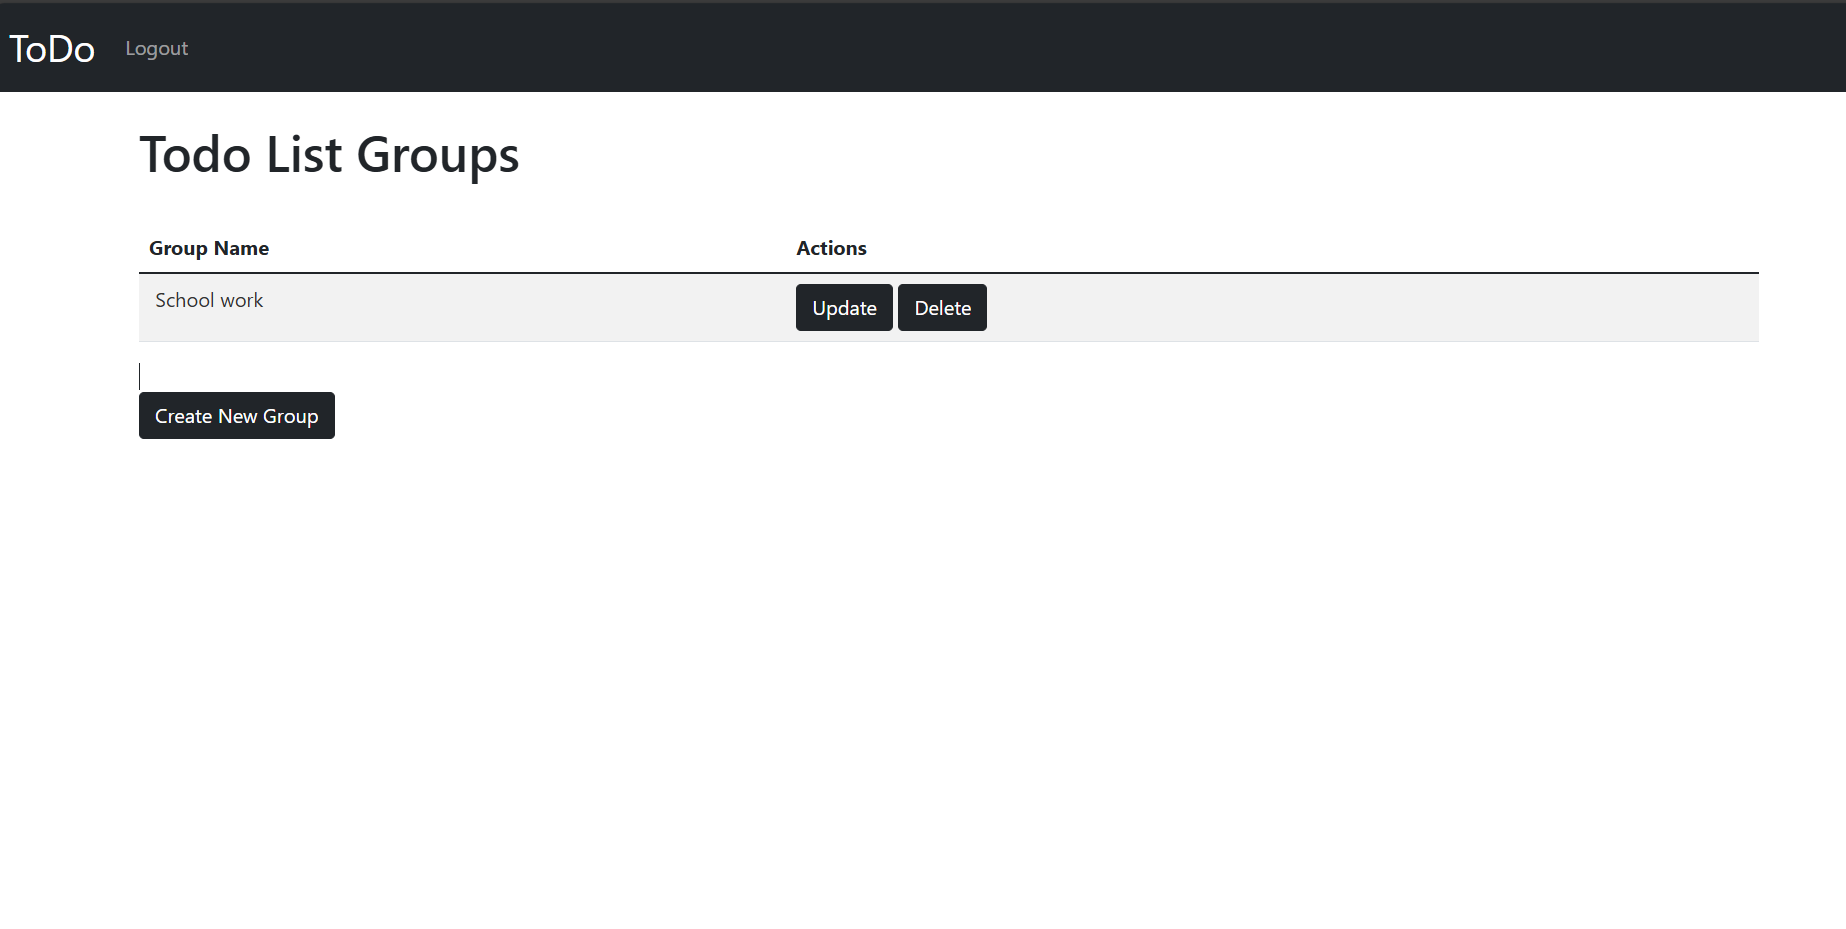 ToDo Logout
Todo List Groups
Group Name Actions
School work Update Delete
Create New Group